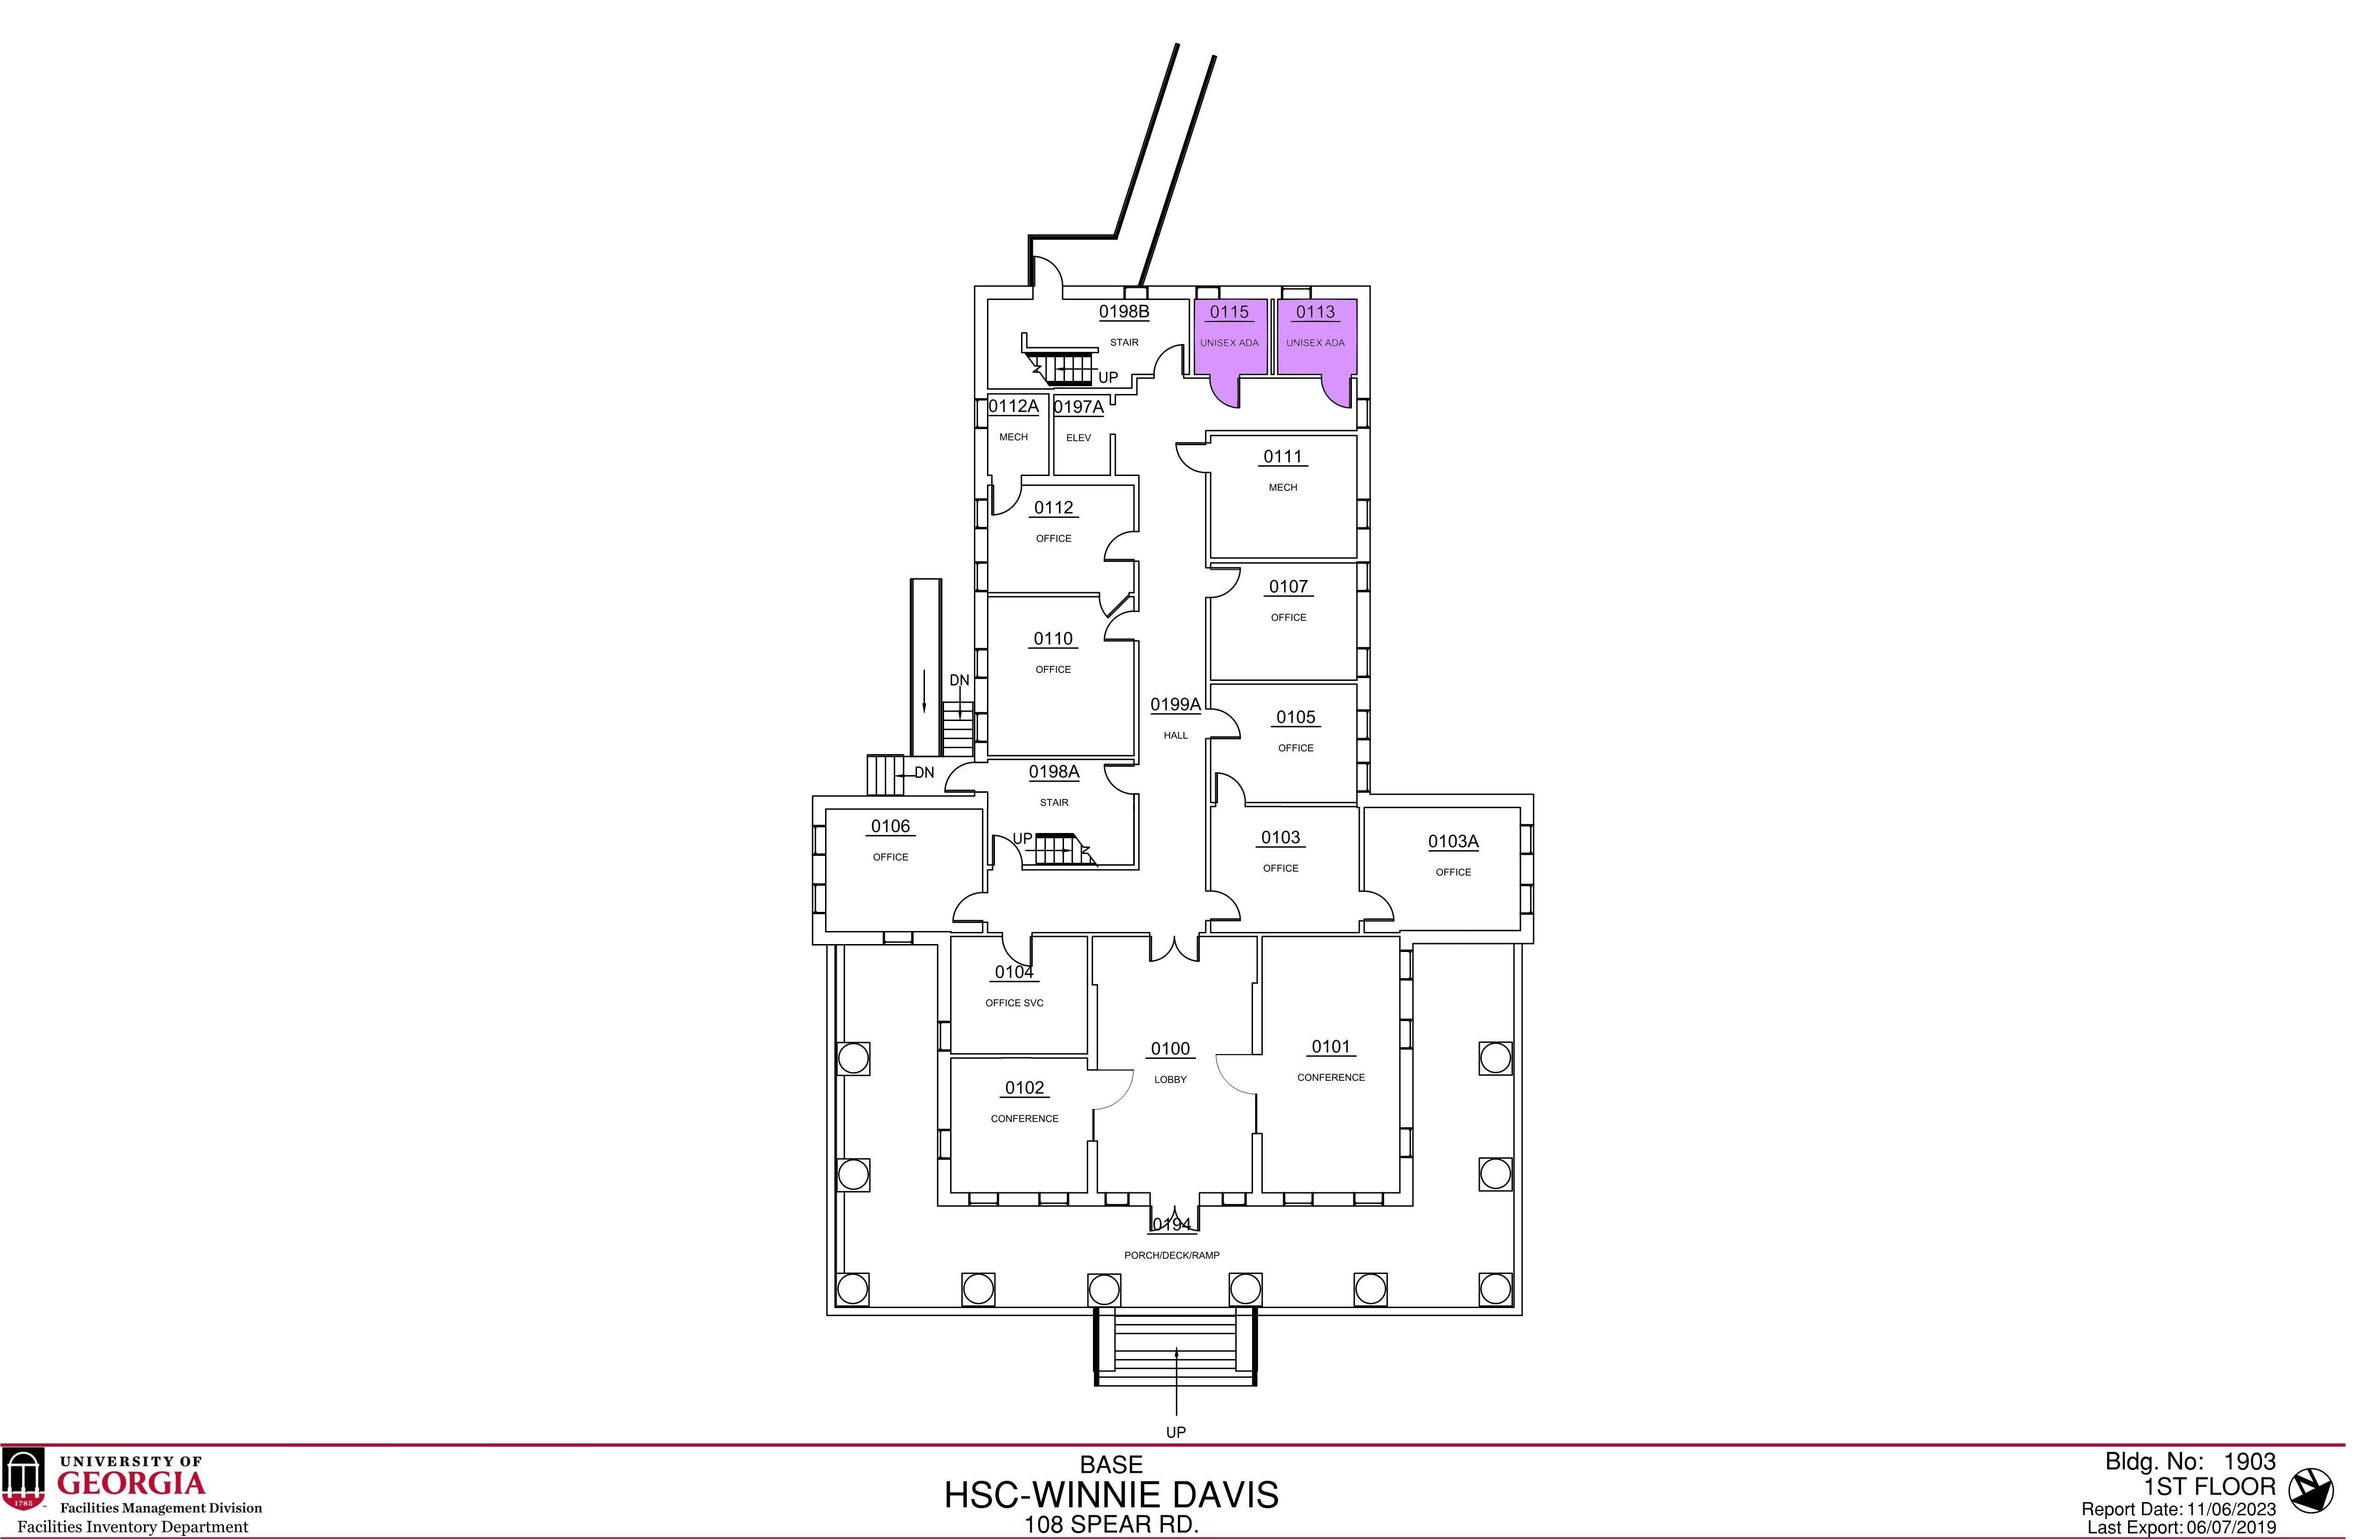 0198B
STAIR
UP
0115
UNISEX ADA
0113
UNISEX ADA
0112A
MECH
0197A
ELEV
0111
MECH
0112
OFFICE
0107
OFFICE
0110
OFFICE
DN
0199A
HALL
0105
OFFICE
DN
0198A
STAIR
UP
0106
OFFICE
0103
OFFICE
0103A
OFFICE
0104
OFFICE SVC
0100
LOBBY
0101
CONFERENCE
0102
CONFERENCE
0194
PORCH/DECK/RAMP
UP
1785
UNIVERSITY OF
GEORGIA
Facilities Management Division
Facilities Inventory Department
BASE
HSC-WINNIE DAVIS
108 SPEAR RD.
Bldg. No: 1903
1ST FLOOR
Report Date: 11/06/2023
Last Export: 06/07/2019
N